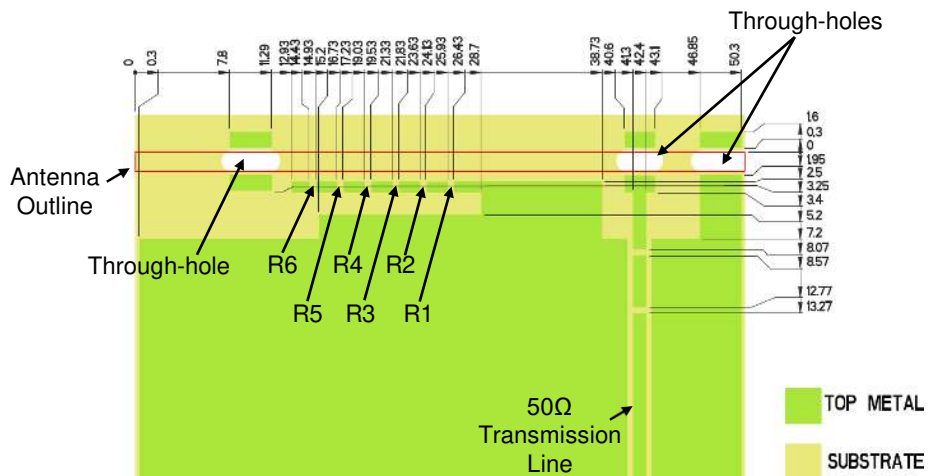 Through-holes
0
0.3
7.8
11.29
12.93
14.43
14.93
15.2
16.73
17.23
19.03
19.53
21.33
21.83
23.63
24.13
25.93
26.43
28.7
38.73
40.6
41.3
42.4
43.1
46.85
50.3
1.6
0.3
0
1.95
2.5
3.25
3.4
5.2
7.2
8.07
8.57
12.77
13.27
Antenna
Outline
Through-hole
R6
R4
R2
R5
R3
R1
50Ω
Transmission
Line
TOP METAL
SUBSTRATE